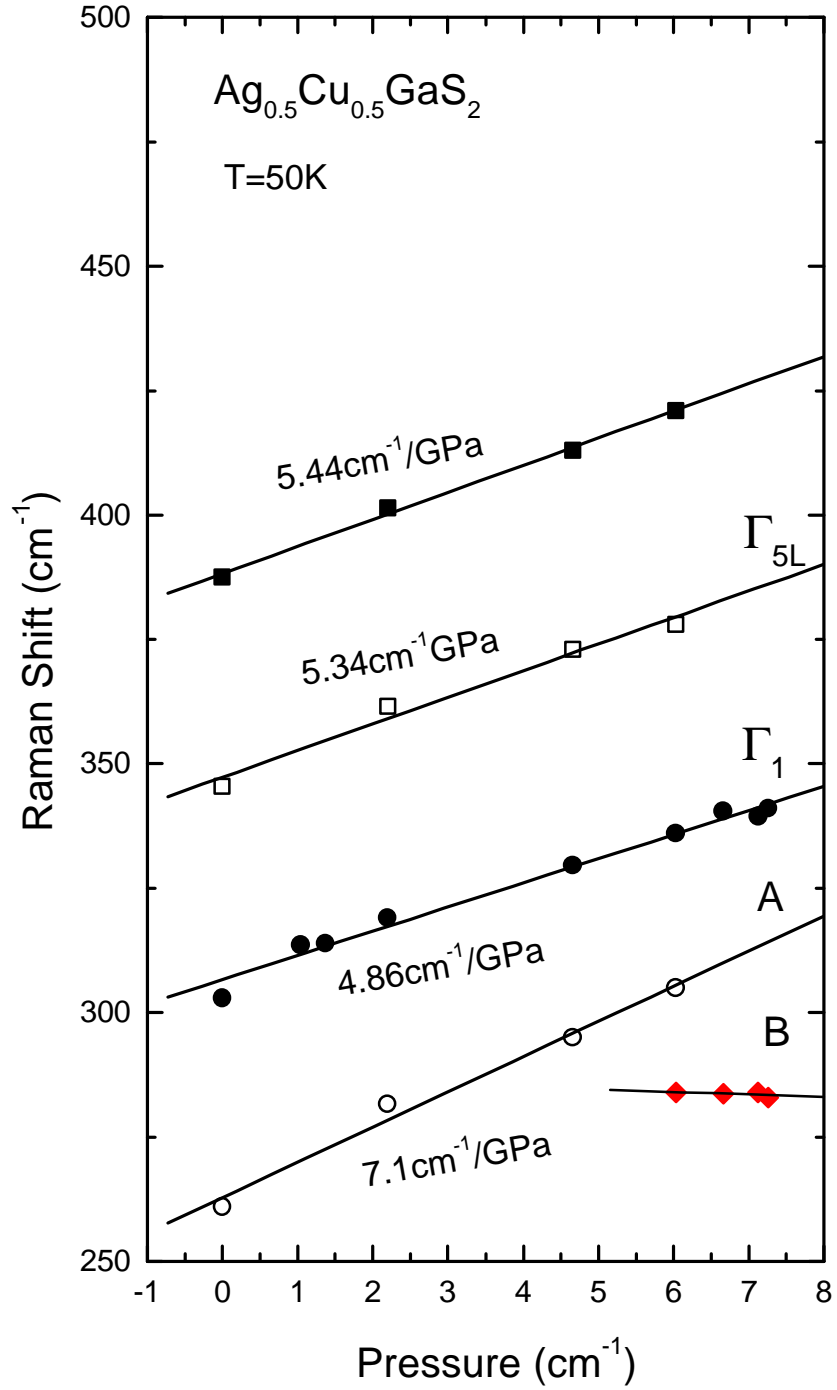 500
Ag₀.₅Cu₀.₅GaS₂
T=50K
450
5.44cm⁻¹/GPa
400
Γ₅L
5.34cm⁻¹GPa
350
Γ₁
A
4.86cm⁻¹/GPa
300
B
7.1cm⁻¹/GPa
250
-1 0 1 2 3 4 5 6 7 8
Raman Shift (cm⁻¹)
Pressure (cm⁻¹)